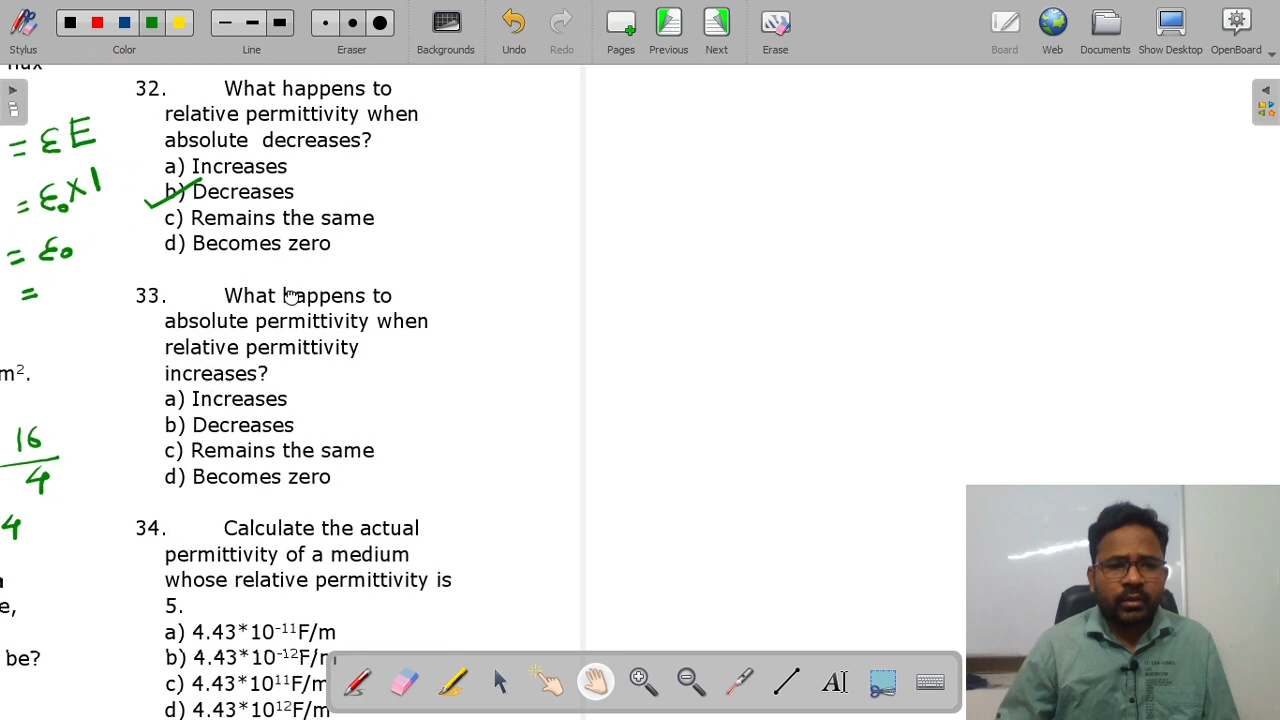 Stylus
Color
Line
Eraser
Backgrounds
Undo
Redo
Pages
Previous
Next
Erase
Board
Web
Documents
Show Desktop
OpenBoard
32. What happens to
relative permittivity when
absolute decreases?
a) Increases
b) Decreases
c) Remains the same
d) Becomes zero
33. What happens to
absolute permittivity when
relative permittivity
increases?
a) Increases
b) Decreases
c) Remains the same
d) Becomes zero
34. Calculate the actual
permittivity of a medium
whose relative permittivity is
5.
a) 4.43*10⁻¹¹F/m
b) 4.43*10⁻¹²F/m
c) 4.43*10¹¹F/m
d) 4.43*10¹²F/m
= εE
= ε₀ x 1
= ε₀
=
m².
16
4
4
e,
be?